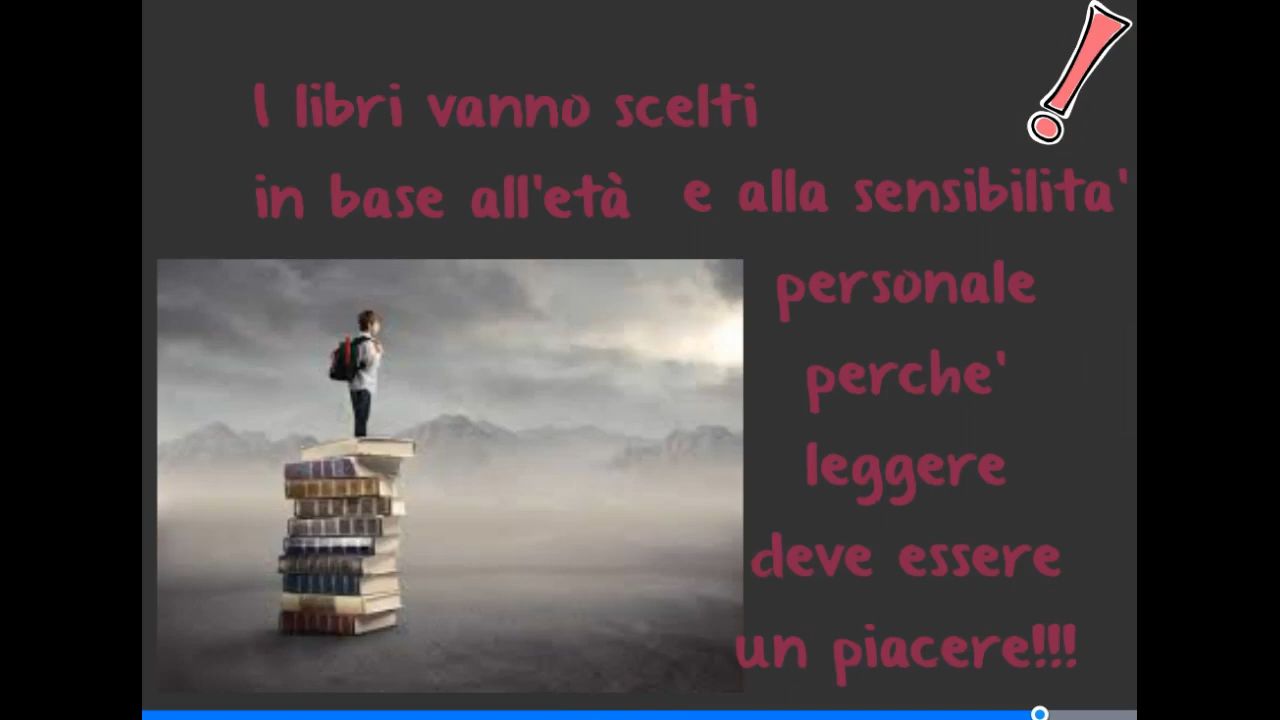 I libri vanno scelti
in base all'età e alla sensibilita'
personale
perche'
leggere
deve essere
un piacere!!!